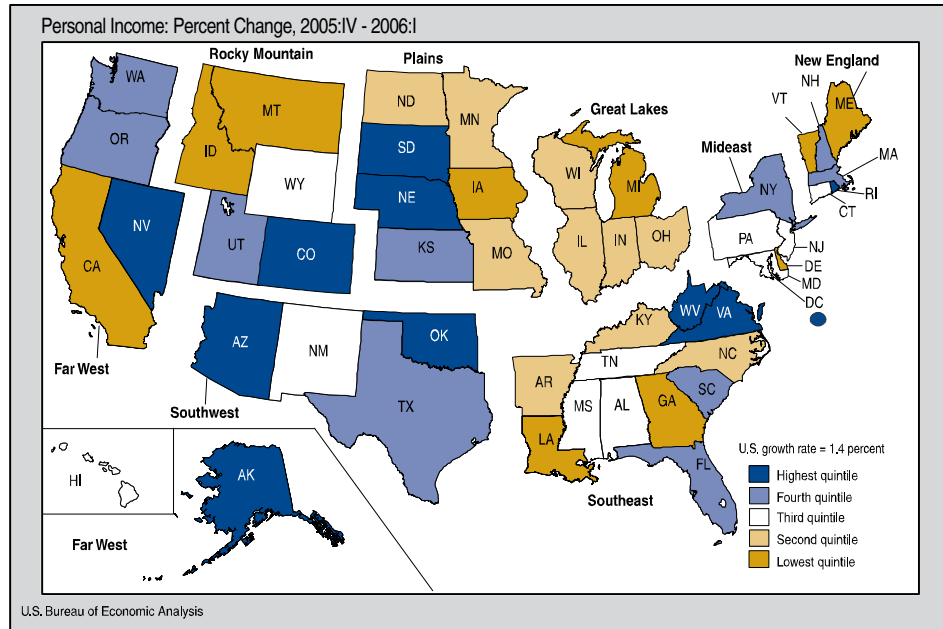 Personal Income: Percent Change, 2005:IV - 2006:I
Rocky Mountain
Plains
New England
Great Lakes
Mideast
WA
OR
CA
NV
ID
MT
WY
UT
CO
AZ
NM
ND
SD
NE
KS
MN
IA
MO
OK
TX
WI
IL
IN
MI
OH
KY
TN
AR
LA
MS
AL
GA
WV
VA
NC
SC
FL
VT
NH
ME
MA
RI
CT
NY
PA
NJ
DE
MD
DC
Far West
Southwest
Southeast
HI
AK
Far West
U.S. growth rate = 1.4 percent
Highest quintile
Fourth quintile
Third quintile
Second quintile
Lowest quintile
U.S. Bureau of Economic Analysis